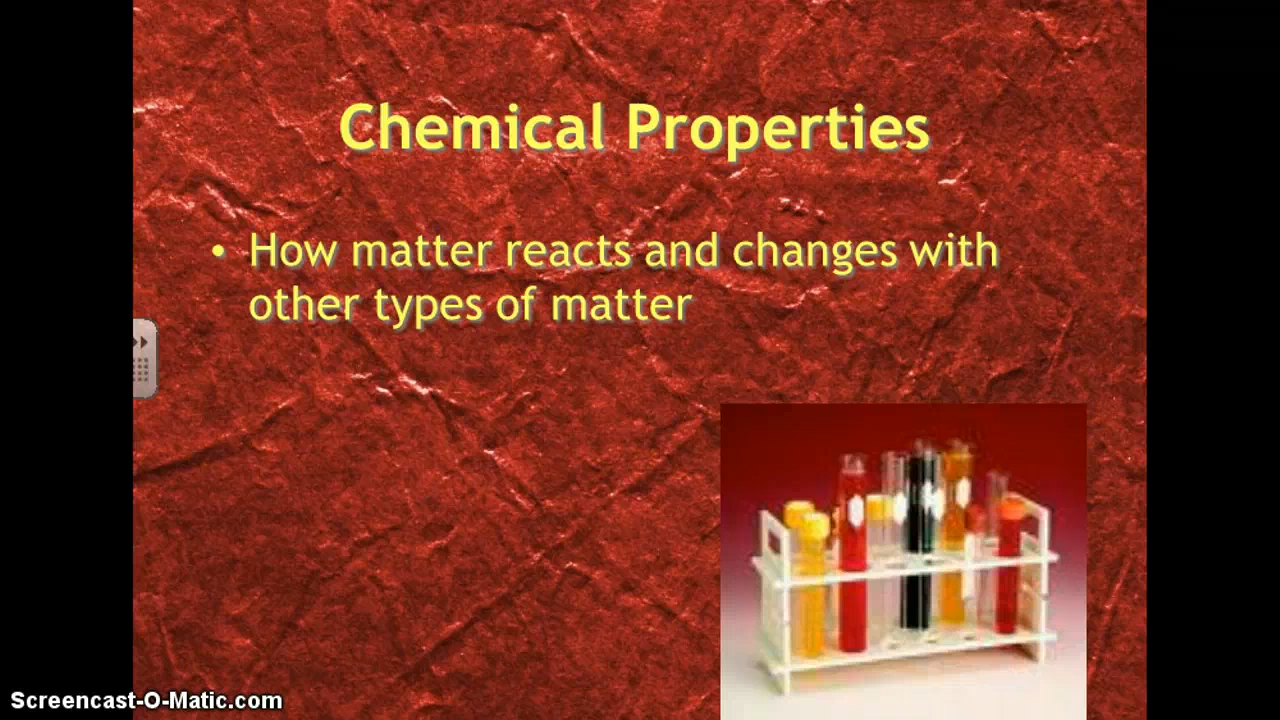 Chemical Properties
• How matter reacts and changes with
other types of matter
Screencast-O-Matic.com